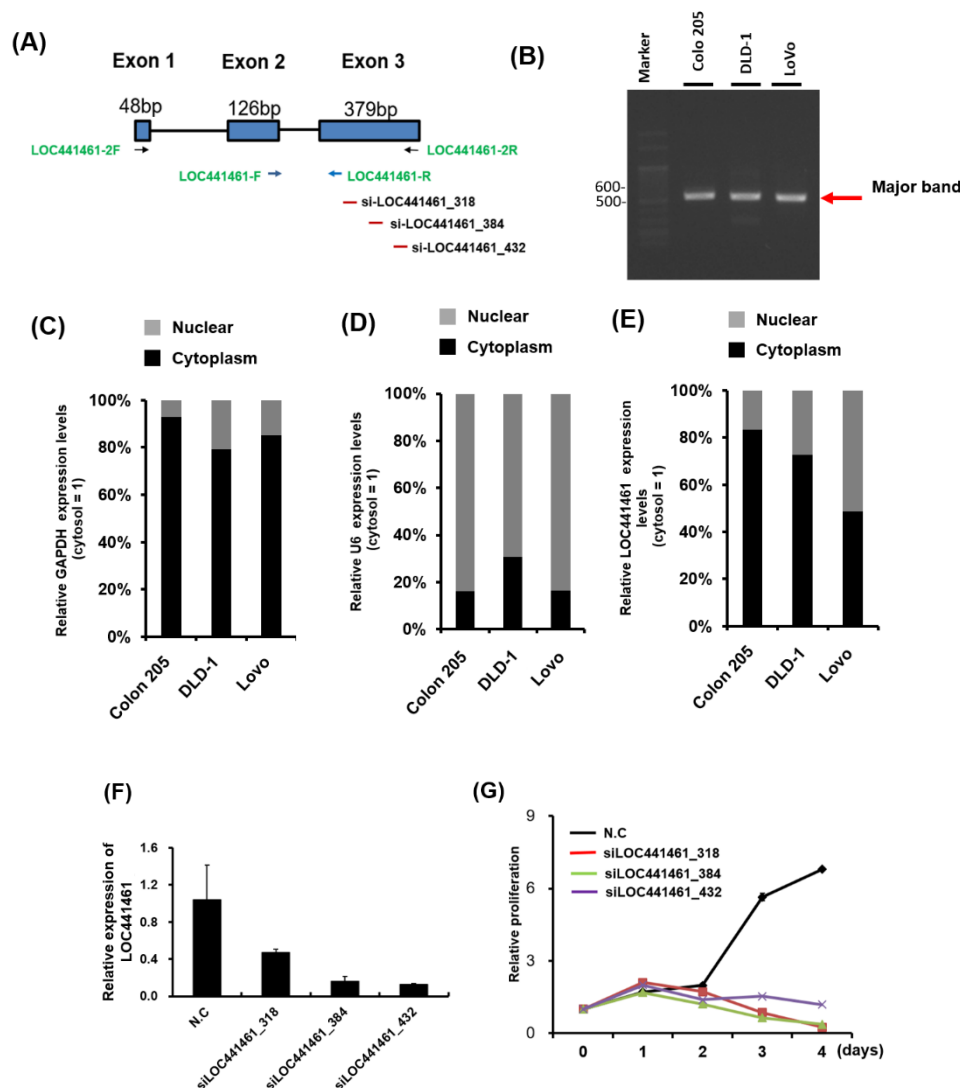 (A)
Exon 1 Exon 2 Exon 3
48bp 126bp 379bp
LOC441461-2F LOC441461-2R
LOC441461-F LOC441461-R
si-LOC441461_318
si-LOC441461_384
si-LOC441461_432
(B)
Marker
Colo 205
DLD-1
LoVo
600-
500-
Major band
(C)
Nuclear
Cytoplasm
Relative GAPDH expression levels
(cytosol = 1)
100%
80%
60%
40%
20%
0%
Colon 205
DLD-1
Lovo
(D)
Nuclear
Cytoplasm
Relative U6 expression levels
(cytosol = 1)
100%
80%
60%
40%
20%
0%
Colon 205
DLD-1
Lovo
(E)
Nuclear
Cytoplasm
Relative LOC441461 expression
levels
(cytosol = 1)
100%
80%
60%
40%
20%
0%
Colon 205
DLD-1
Lovo
(F)
Relative expression of
LOC441461
1.6
1.2
0.8
0.4
0.0
N.C
siLOC441461_318
siLOC441461_384
siLOC441461_432
(G)
Relative proliferation
9
6
3
0
N.C
siLOC441461_318
siLOC441461_384
siLOC441461_432
0 1 2 3 4 (days)